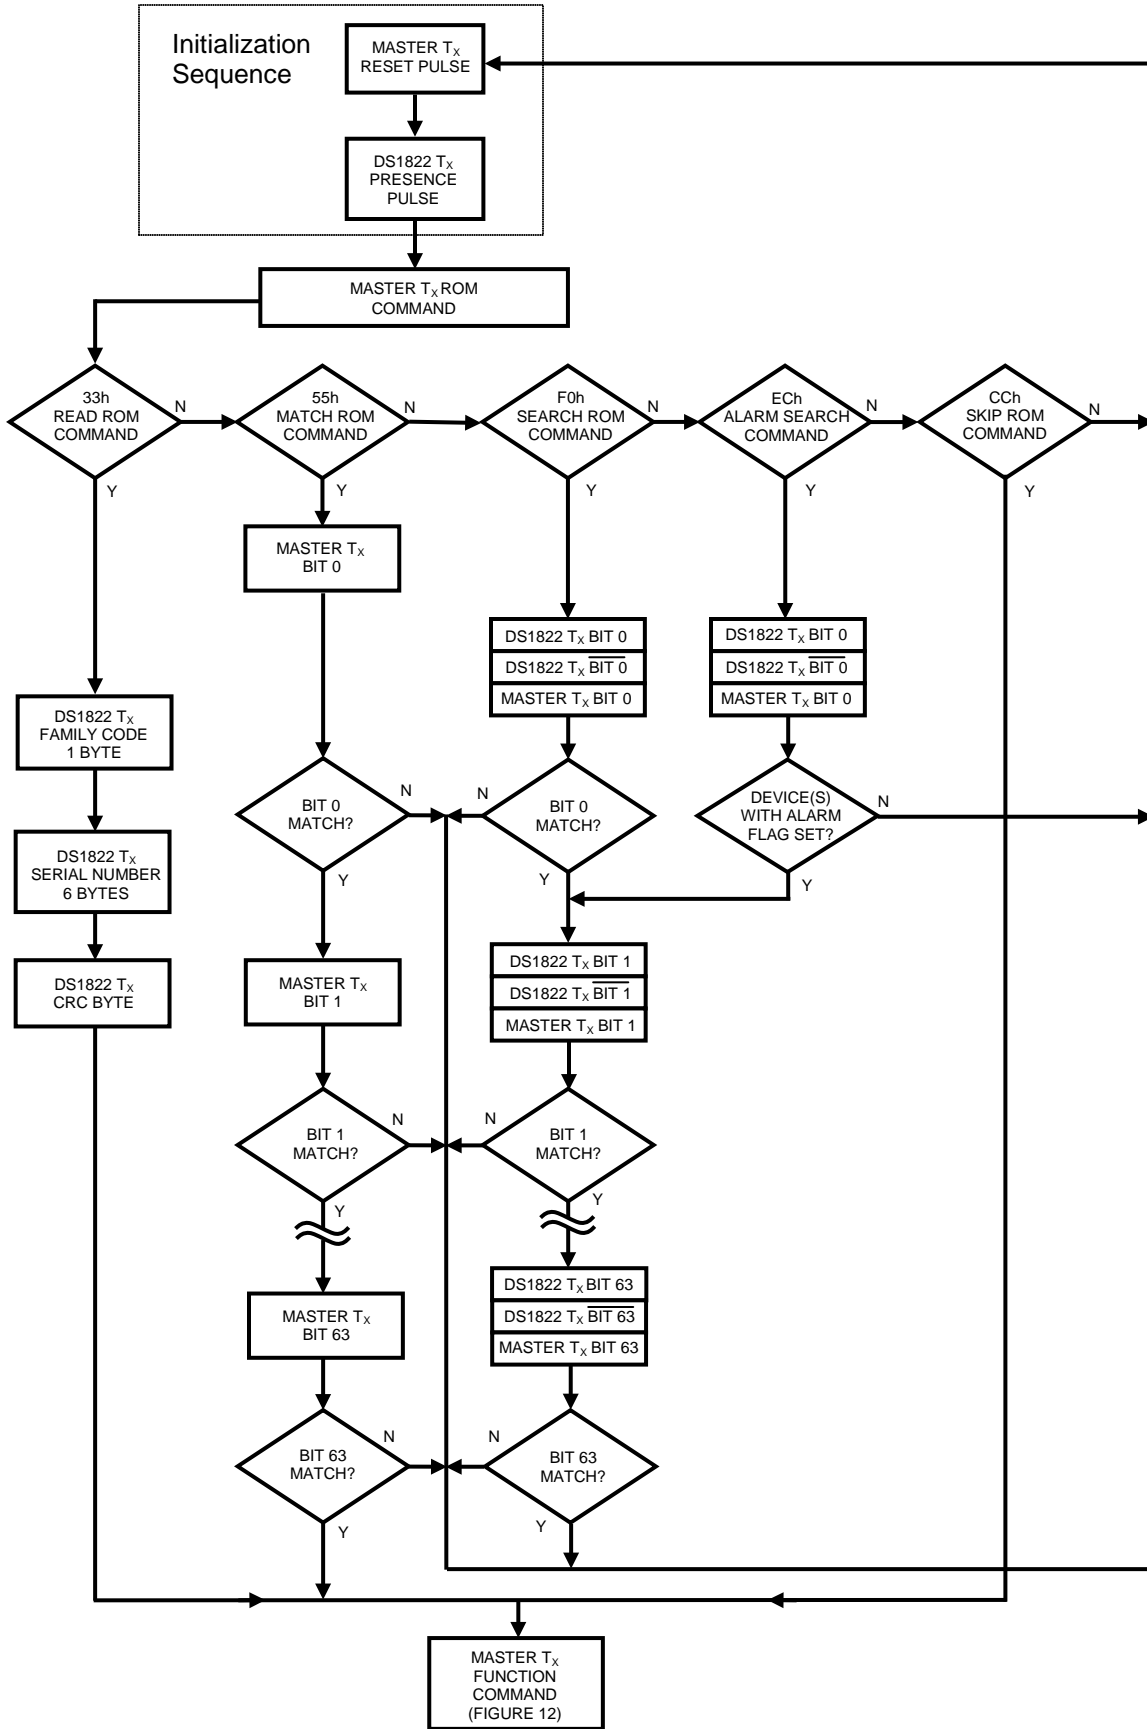 Initialization
Sequence
MASTER TX
RESET PULSE
DS1822 TX
PRESENCE
PULSE
MASTER TX ROM
COMMAND
33h
READ ROM
COMMAND
N
Y
55h
MATCH ROM
COMMAND
N
Y
F0h
SEARCH ROM
COMMAND
N
Y
ECh
ALARM SEARCH
COMMAND
N
Y
CCh
SKIP ROM
COMMAND
N
Y
MASTER TX
BIT 0
DS1822 TX BIT 0
DS1822 TX BIT 0
MASTER TX BIT 0
DS1822 TX BIT 0
DS1822 TX BIT 0
MASTER TX BIT 0
DS1822 TX
FAMILY CODE
1 BYTE
DS1822 TX
SERIAL NUMBER
6 BYTES
DS1822 TX
CRC BYTE
BIT 0
MATCH?
N
Y
BIT 0
MATCH?
N
Y
DEVICE(S)
WITH ALARM
FLAG SET?
N
Y
MASTER TX
BIT 1
DS1822 TX BIT 1
DS1822 TX BIT 1
MASTER TX BIT 1
BIT 1
MATCH?
N
Y
BIT 1
MATCH?
N
Y
MASTER TX
BIT 63
DS1822 TX BIT 63
DS1822 TX BIT 63
MASTER TX BIT 63
BIT 63
MATCH?
N
Y
BIT 63
MATCH?
N
Y
MASTER TX
FUNCTION
COMMAND
(FIGURE 12)